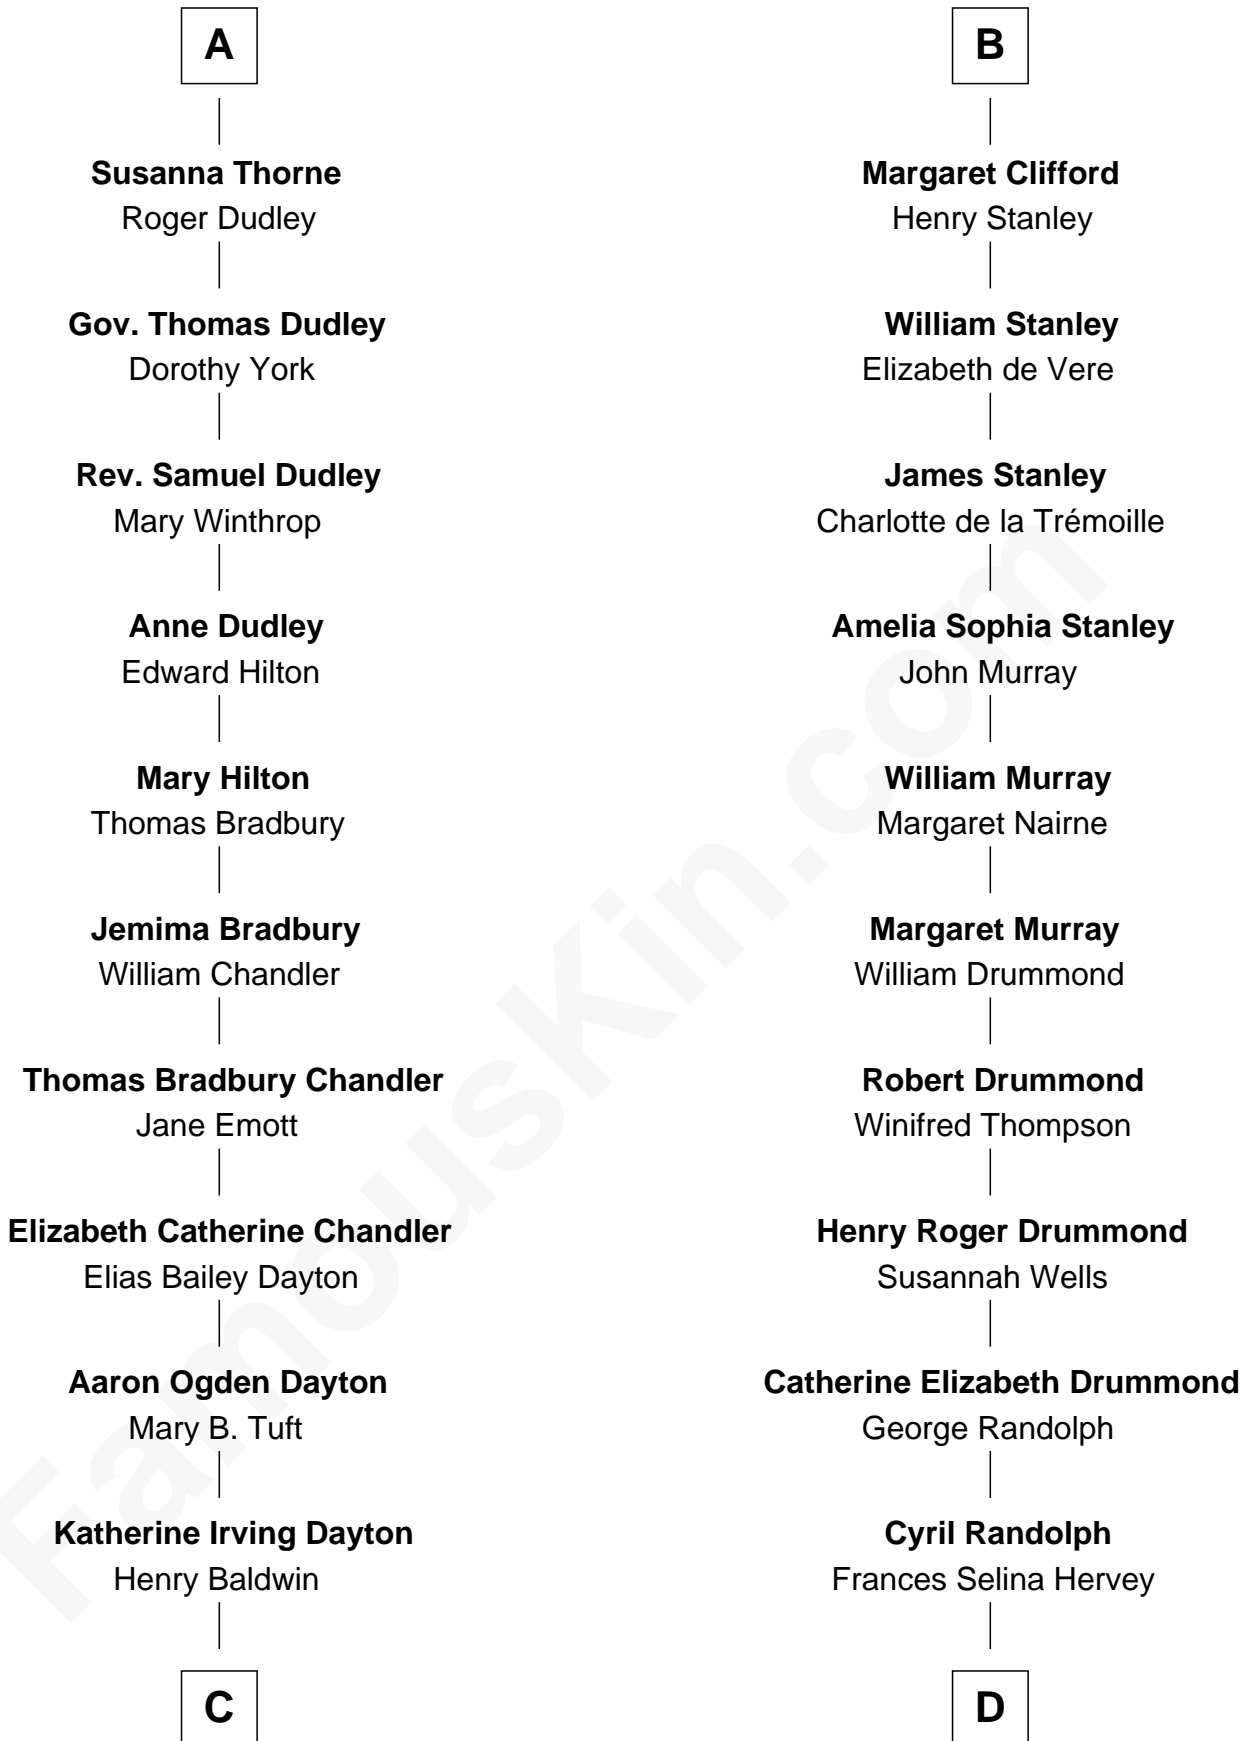 A
Susanna Thorne
Roger Dudley
Gov. Thomas Dudley
Dorothy York
Rev. Samuel Dudley
Mary Winthrop
Anne Dudley
Edward Hilton
Mary Hilton
Thomas Bradbury
Jemima Bradbury
William Chandler
Thomas Bradbury Chandler
Jane Emott
Elizabeth Catherine Chandler
Elias Bailey Dayton
Aaron Ogden Dayton
Mary B. Tuft
Katherine Irving Dayton
Henry Baldwin
C
B
Margaret Clifford
Henry Stanley
William Stanley
Elizabeth de Vere
James Stanley
Charlotte de la Trémoille
Amelia Sophia Stanley
John Murray
William Murray
Margaret Nairne
Margaret Murray
William Drummond
Robert Drummond
Winifred Thompson
Henry Roger Drummond
Susannah Wells
Catherine Elizabeth Drummond
George Randolph
Cyril Randolph
Frances Selina Hervey
D
FamousKin.com